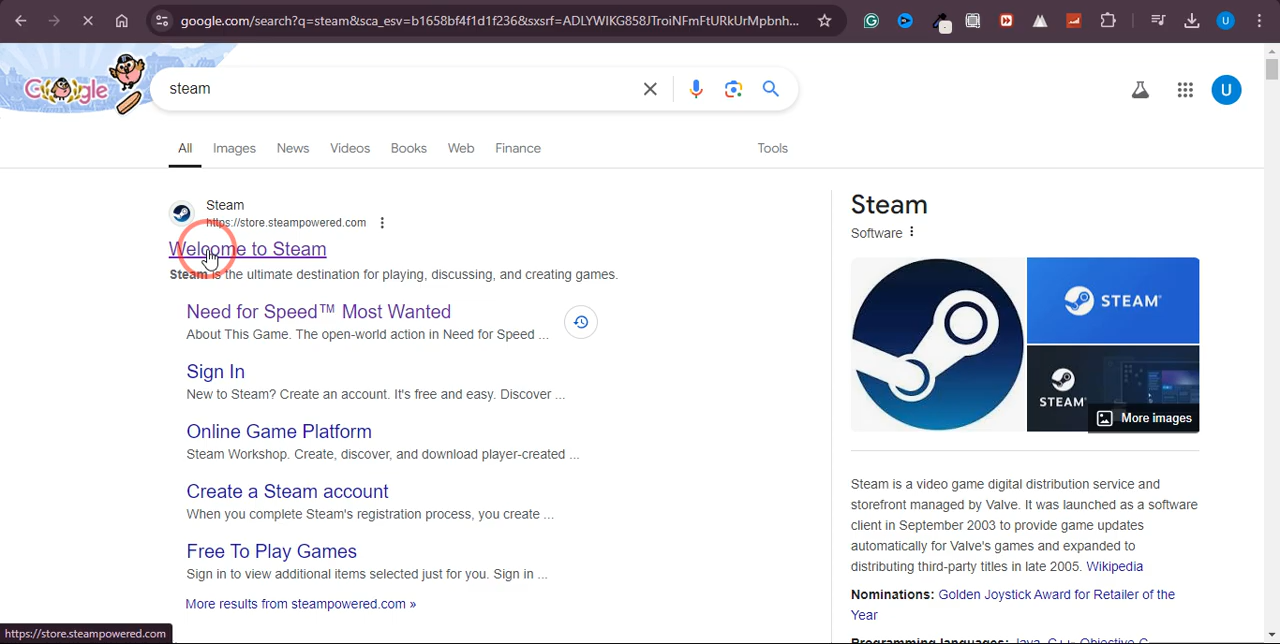 google.com/search?q=steam&sca_esv=b1658bf4f1d1f236&sxsrf=ADLYWIKG858JTroiNFmFtURkUrMpbnh...
U
Google
steam
U
All Images News Videos Books Web Finance Tools
Steam
https://store.steampowered.com
Welcome to Steam
Steam is the ultimate destination for playing, discussing, and creating games.
Need for Speed™ Most Wanted
About This Game. The open-world action in Need for Speed ...
Sign In
New to Steam? Create an account. It's free and easy. Discover ...
Online Game Platform
Steam Workshop. Create, discover, and download player-created ...
Create a Steam account
When you complete Steam's registration process, you create ...
Free To Play Games
Sign in to view additional items selected just for you. Sign in ...
More results from steampowered.com »
https://store.steampowered.com
Steam
Software
STEAM®
STEAM®
More images
Steam is a video game digital distribution service and
storefront managed by Valve. It was launched as a software
client in September 2003 to provide game updates
automatically for Valve's games and expanded to
distributing third-party titles in late 2005. Wikipedia
Nominations: Golden Joystick Award for Retailer of the
Year
Programming languages: Java, C++, Objective-C